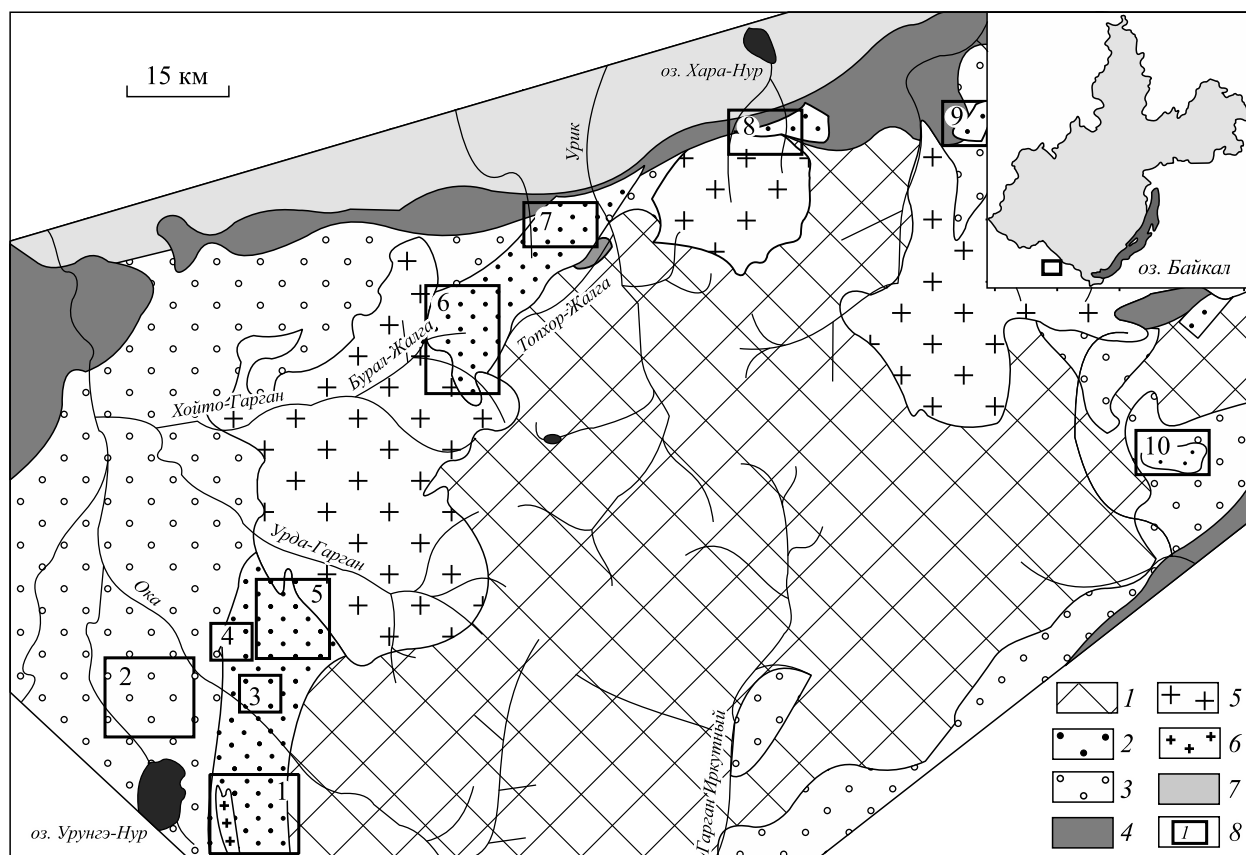 15 км
оз. Хара-Нур
Урик
8
9
7
6
Топхор-Жалга
Бурал-Жалга
Хойто-Гарган
оз. Байкал
10
Урда-Гарган
Ока
5
4
3
2
1
оз. Урунгэ-Нур
Гарган Иркутный
1
5
2
6
3
7
4
1
8